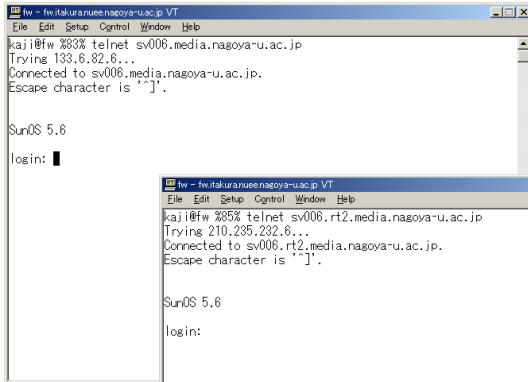 fw - fw.itakura.nuee.nagoya-u.ac.jp VT
File Edit Setup Control Window Help
kaji@fw %83% telnet sv006.media.nagoya-u.ac.jp
Trying 133.6.82.6...
Connected to sv006.media.nagoya-u.ac.jp.
Escape character is '^]'.
SunOS 5.6
login:
fw - fw.itakura.nuee.nagoya-u.ac.jp VT
File Edit Setup Control Window Help
kaji@fw %85% telnet sv006.rt2.media.nagoya-u.ac.jp
Trying 210.235.232.6...
Connected to sv006.rt2.media.nagoya-u.ac.jp.
Escape character is '^]'.
SunOS 5.6
login: